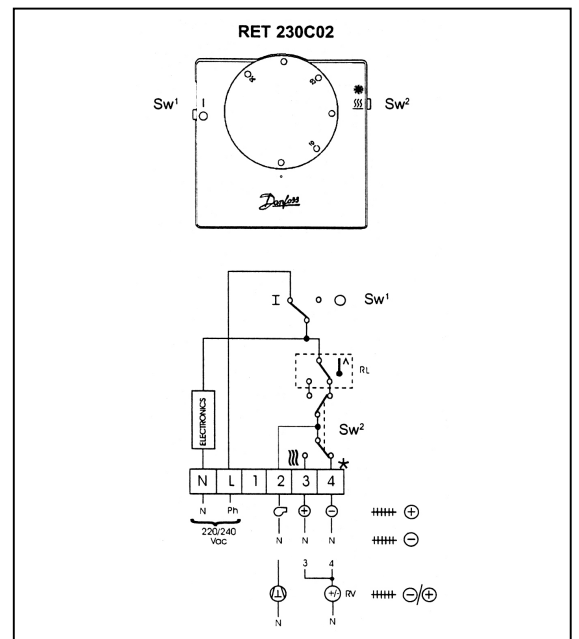 RET 230C02
Sw¹
I
Sw²
Danfoss
I
Sw¹
RL
ELECTRONICS
Sw²
N L 1 2 3 4
N Ph
220/240
Vac
N N N
3 4
+/- RV
N N